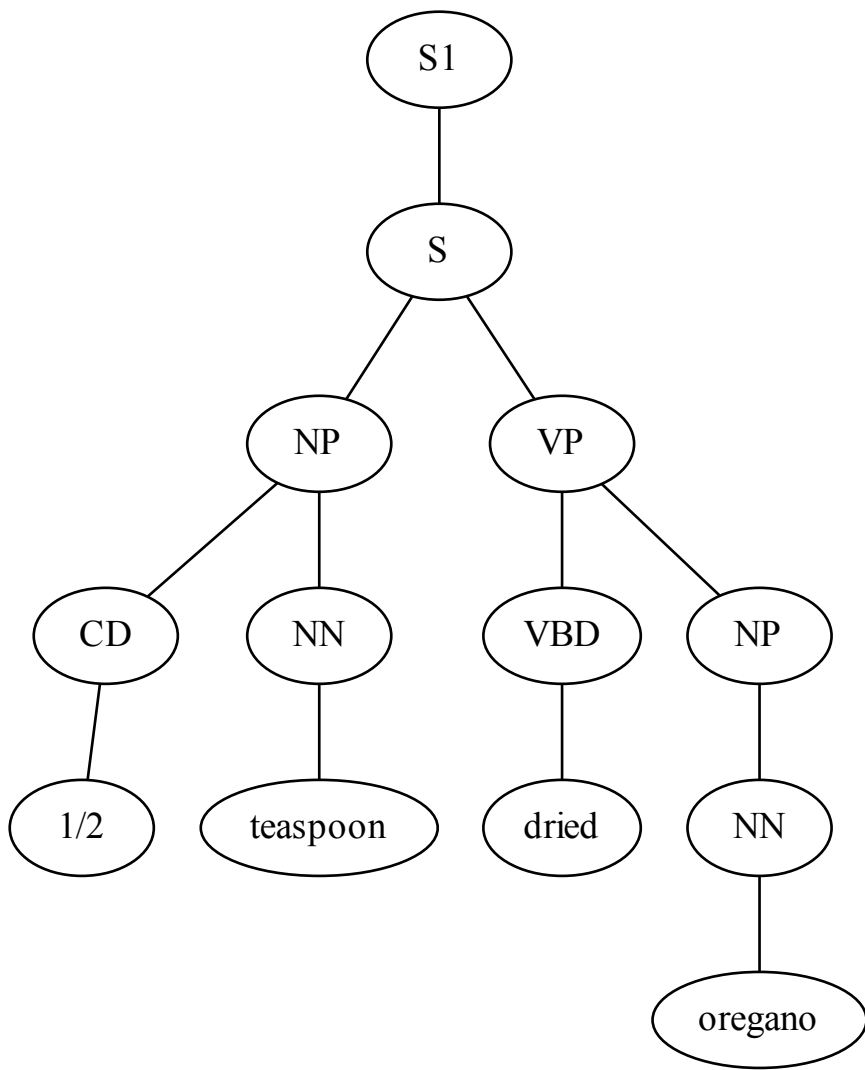 S1
S
NP VP
CD NN VBD NP
1/2 teaspoon dried NN
oregano